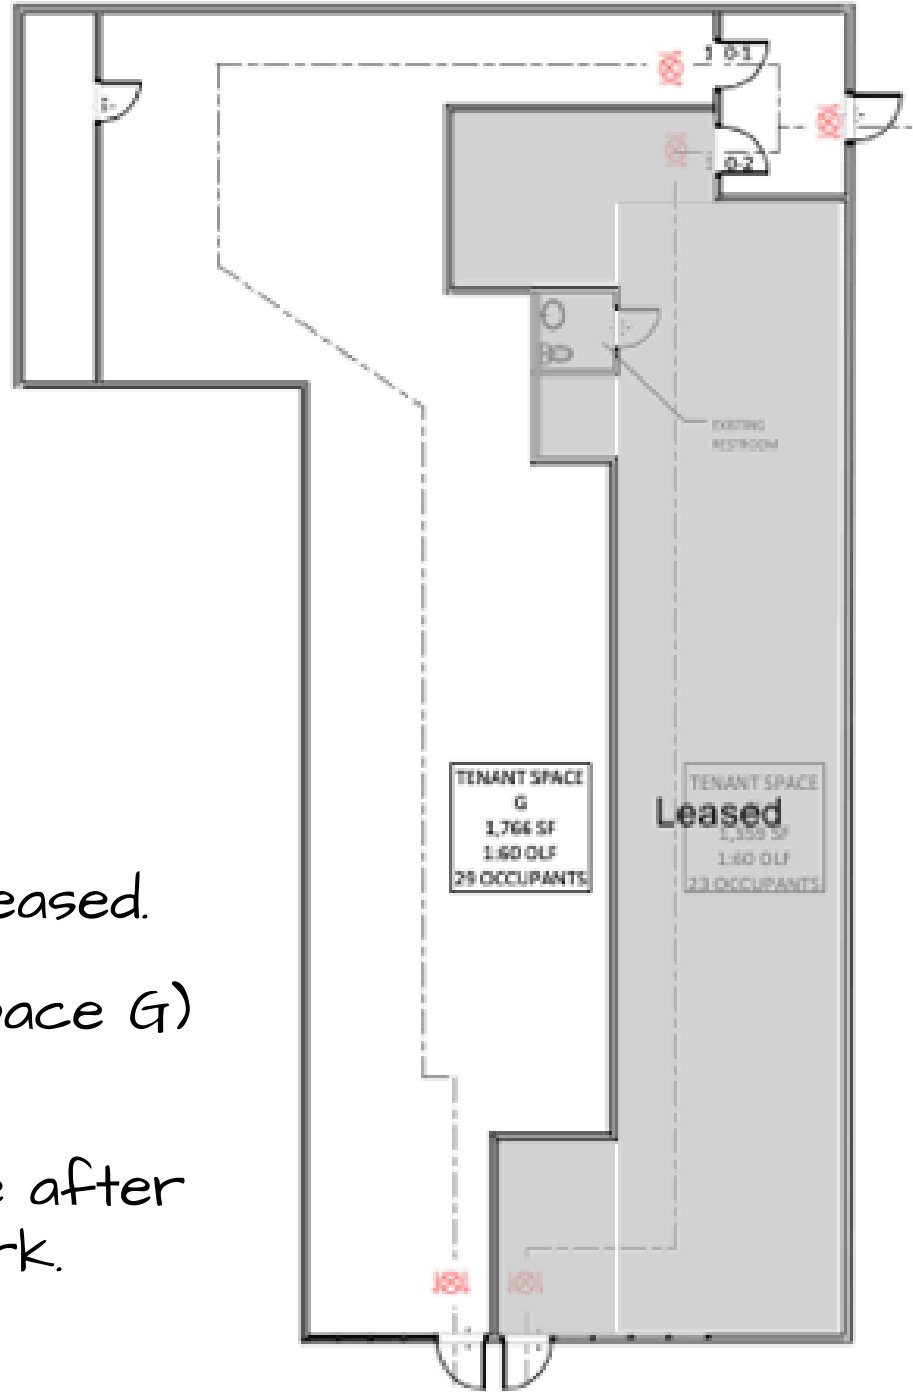 0-1
0-2
EXISTING
RESTROOM
TENANT SPACE
G
1,766 SF
1:60 OLF
29 OCCUPANTS
TENANT SPACE
Leased
1:60 OLF
23 OCCUPANTS
eased.
pace G)
after
rk.